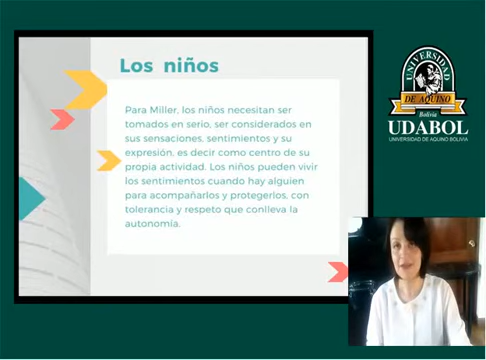 Los niños
Para Miller, los niños necesitan ser
tomados en serio, ser considerados en
sus sensaciones, sentimientos y su
expresión, es decir como centro de su
propia actividad. Los niños pueden vivir
los sentimientos cuando hay alguien
para acompañarlos y protegerlos, con
tolerancia y respeto que conlleva la
autonomía.
UNIVERSIDAD
DE AQUINO
Bolivia
UDABOL
UNIVERSIDAD DE AQUINO BOLIVIA